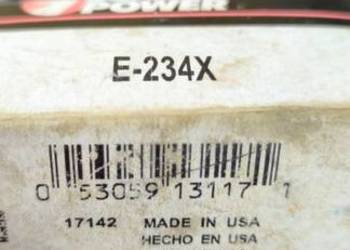 POWER
E-234X
0 53059 13117 1
17142 MADE IN USA
HECHO EN USA